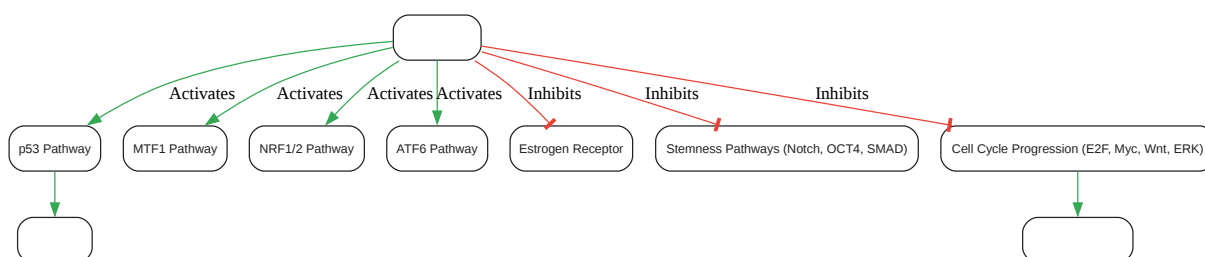 Activates
Activates
Activates
Activates
Inhibits
Inhibits
Inhibits
p53 Pathway
MTF1 Pathway
NRF1/2 Pathway
ATF6 Pathway
Estrogen Receptor
Stemness Pathways (Notch, OCT4, SMAD)
Cell Cycle Progression (E2F, Myc, Wnt, ERK)